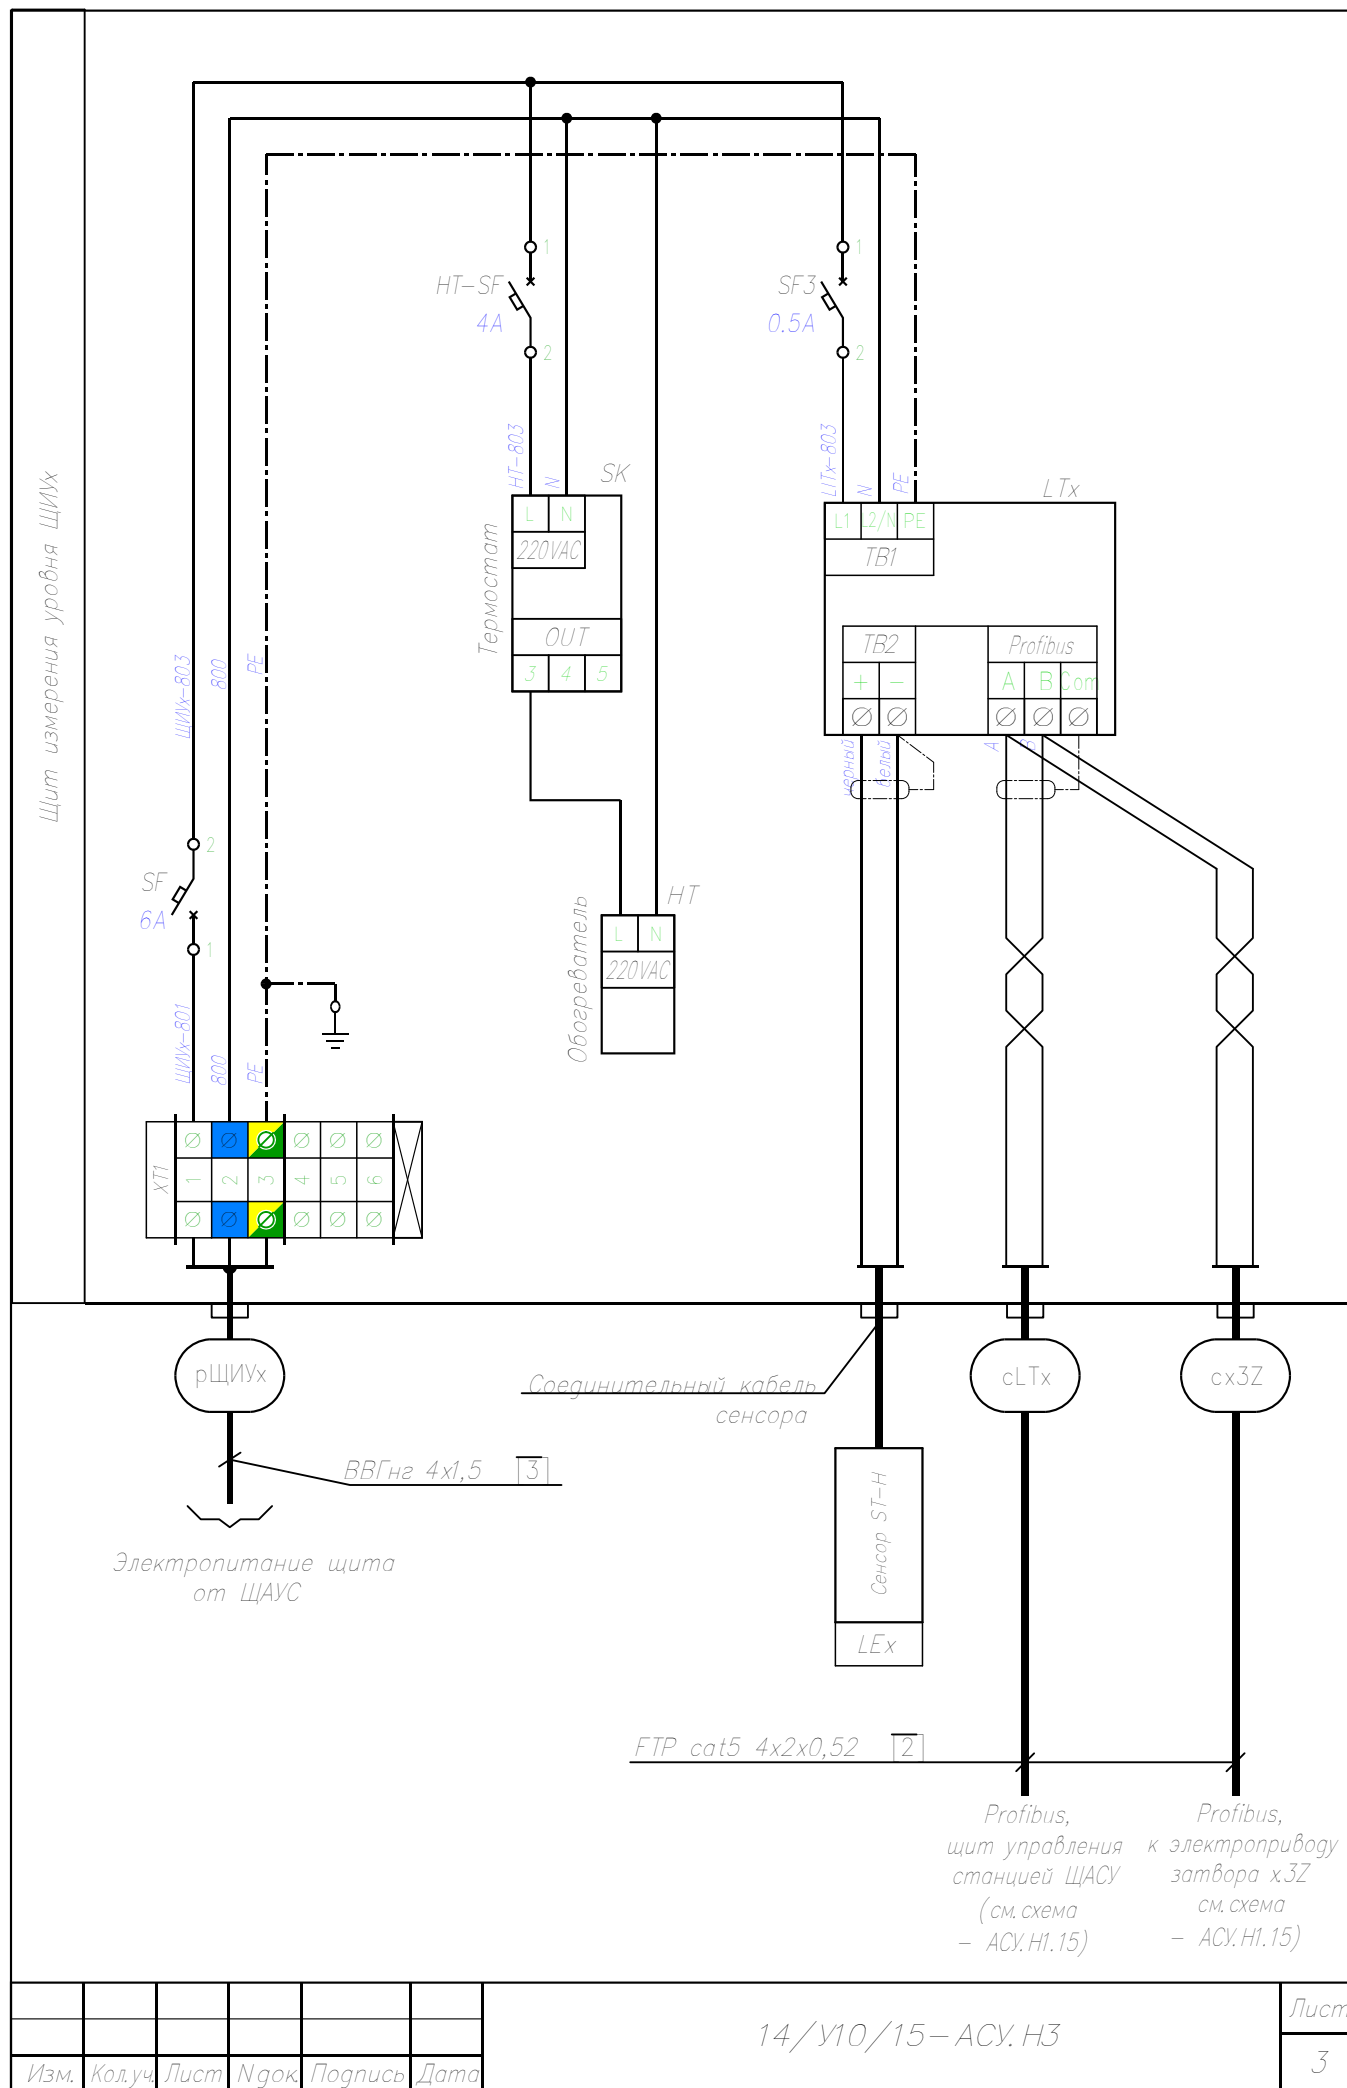 Щит измерения уровня ЩИУх
1
HT-SF
4A
2
1
SF3
0.5A
2
HT-803
N
SK
LITx-803
N
PE
LTx
L
N
220VAC
Термостат
OUT
3
4
5
L1
L2/N
PE
TB1
TB2
Profibus
+
-
A
B
Com
черный
белый
A
B
ЩИУх-803
800
PE
2
SF
6A
1
HT
L
N
220VAC
Обогреватель
ЩИУх-801
800
PE
XT1
1
2
3
4
5
6
рЩИУх
Соединительный кабель
сенсора
cLTx
cx3Z
ВВГнг 4х1,5
3
Электропитание щита
от ЩАУС
Сенсор ST-H
LEx
FTP cat5 4x2x0,52
2
Profibus,
щит управления
станцией ЩАСУ
(см.схема
- АСУ.Н1.15)
Profibus,
к электроприводу
затвора х.3Z
см.схема
- АСУ.Н1.15)
14/У10/15-АСУ.Н3
Лист
3
Изм.
Кол.уч.
Лист
N док.
Подпись
Дата